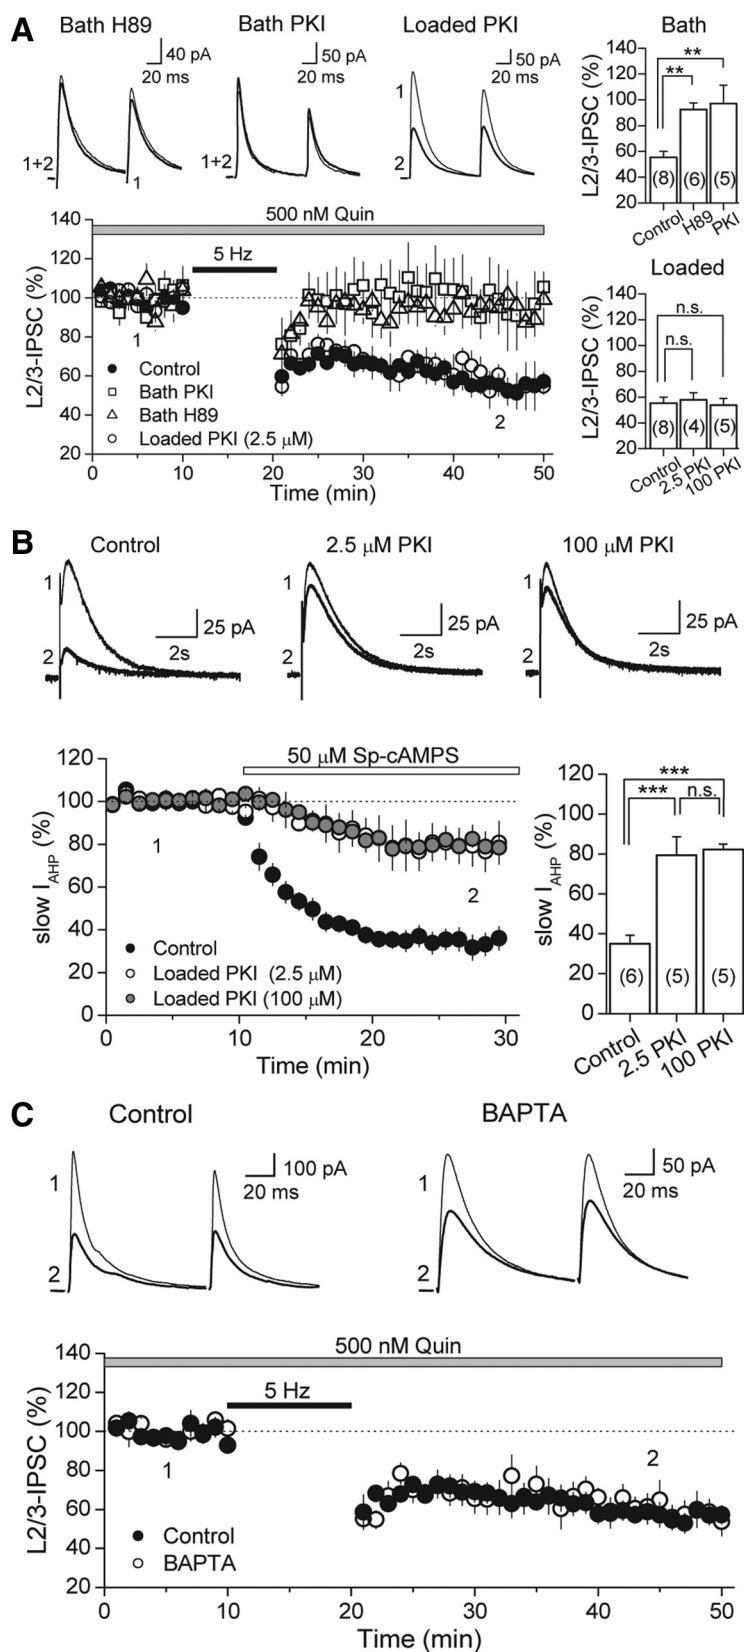 A
Bath H89
Bath PKI
Loaded PKI
Bath
40 pA
20 ms
50 pA
20 ms
50 pA
20 ms
1+2
1
1+2
1
2
L2/3-IPSC (%)
140
120
100
80
60
40
20
(8)
(6)
(5)
**
**
Control
H89
PKI
500 nM Quin
5 Hz
L2/3-IPSC (%)
140
120
100
80
60
40
20
1
2
Control
Bath PKI
Bath H89
Loaded PKI (2.5 μM)
0
10
20
30
40
50
Time (min)
Loaded
L2/3-IPSC (%)
140
120
100
80
60
40
20
n.s.
n.s.
(8)
(4)
(5)
Control
2.5 PKI
100 PKI
B
Control
2.5 μM PKI
100 μM PKI
1
2
25 pA
2s
1
2
25 pA
2s
1
2
25 pA
2s
50 μM Sp-cAMPS
slow IAHP (%)
120
100
80
60
40
20
0
1
2
Control
Loaded PKI (2.5 μM)
Loaded PKI (100 μM)
0
10
20
30
Time (min)
slow IAHP (%)
120
100
80
60
40
20
0
***
***
n.s.
(6)
(5)
(5)
Control
2.5 PKI
100 PKI
C
Control
BAPTA
1
2
100 pA
20 ms
1
2
50 pA
20 ms
500 nM Quin
5 Hz
L2/3-IPSC (%)
140
120
100
80
60
40
20
1
2
Control
BAPTA
0
10
20
30
40
50
Time (min)